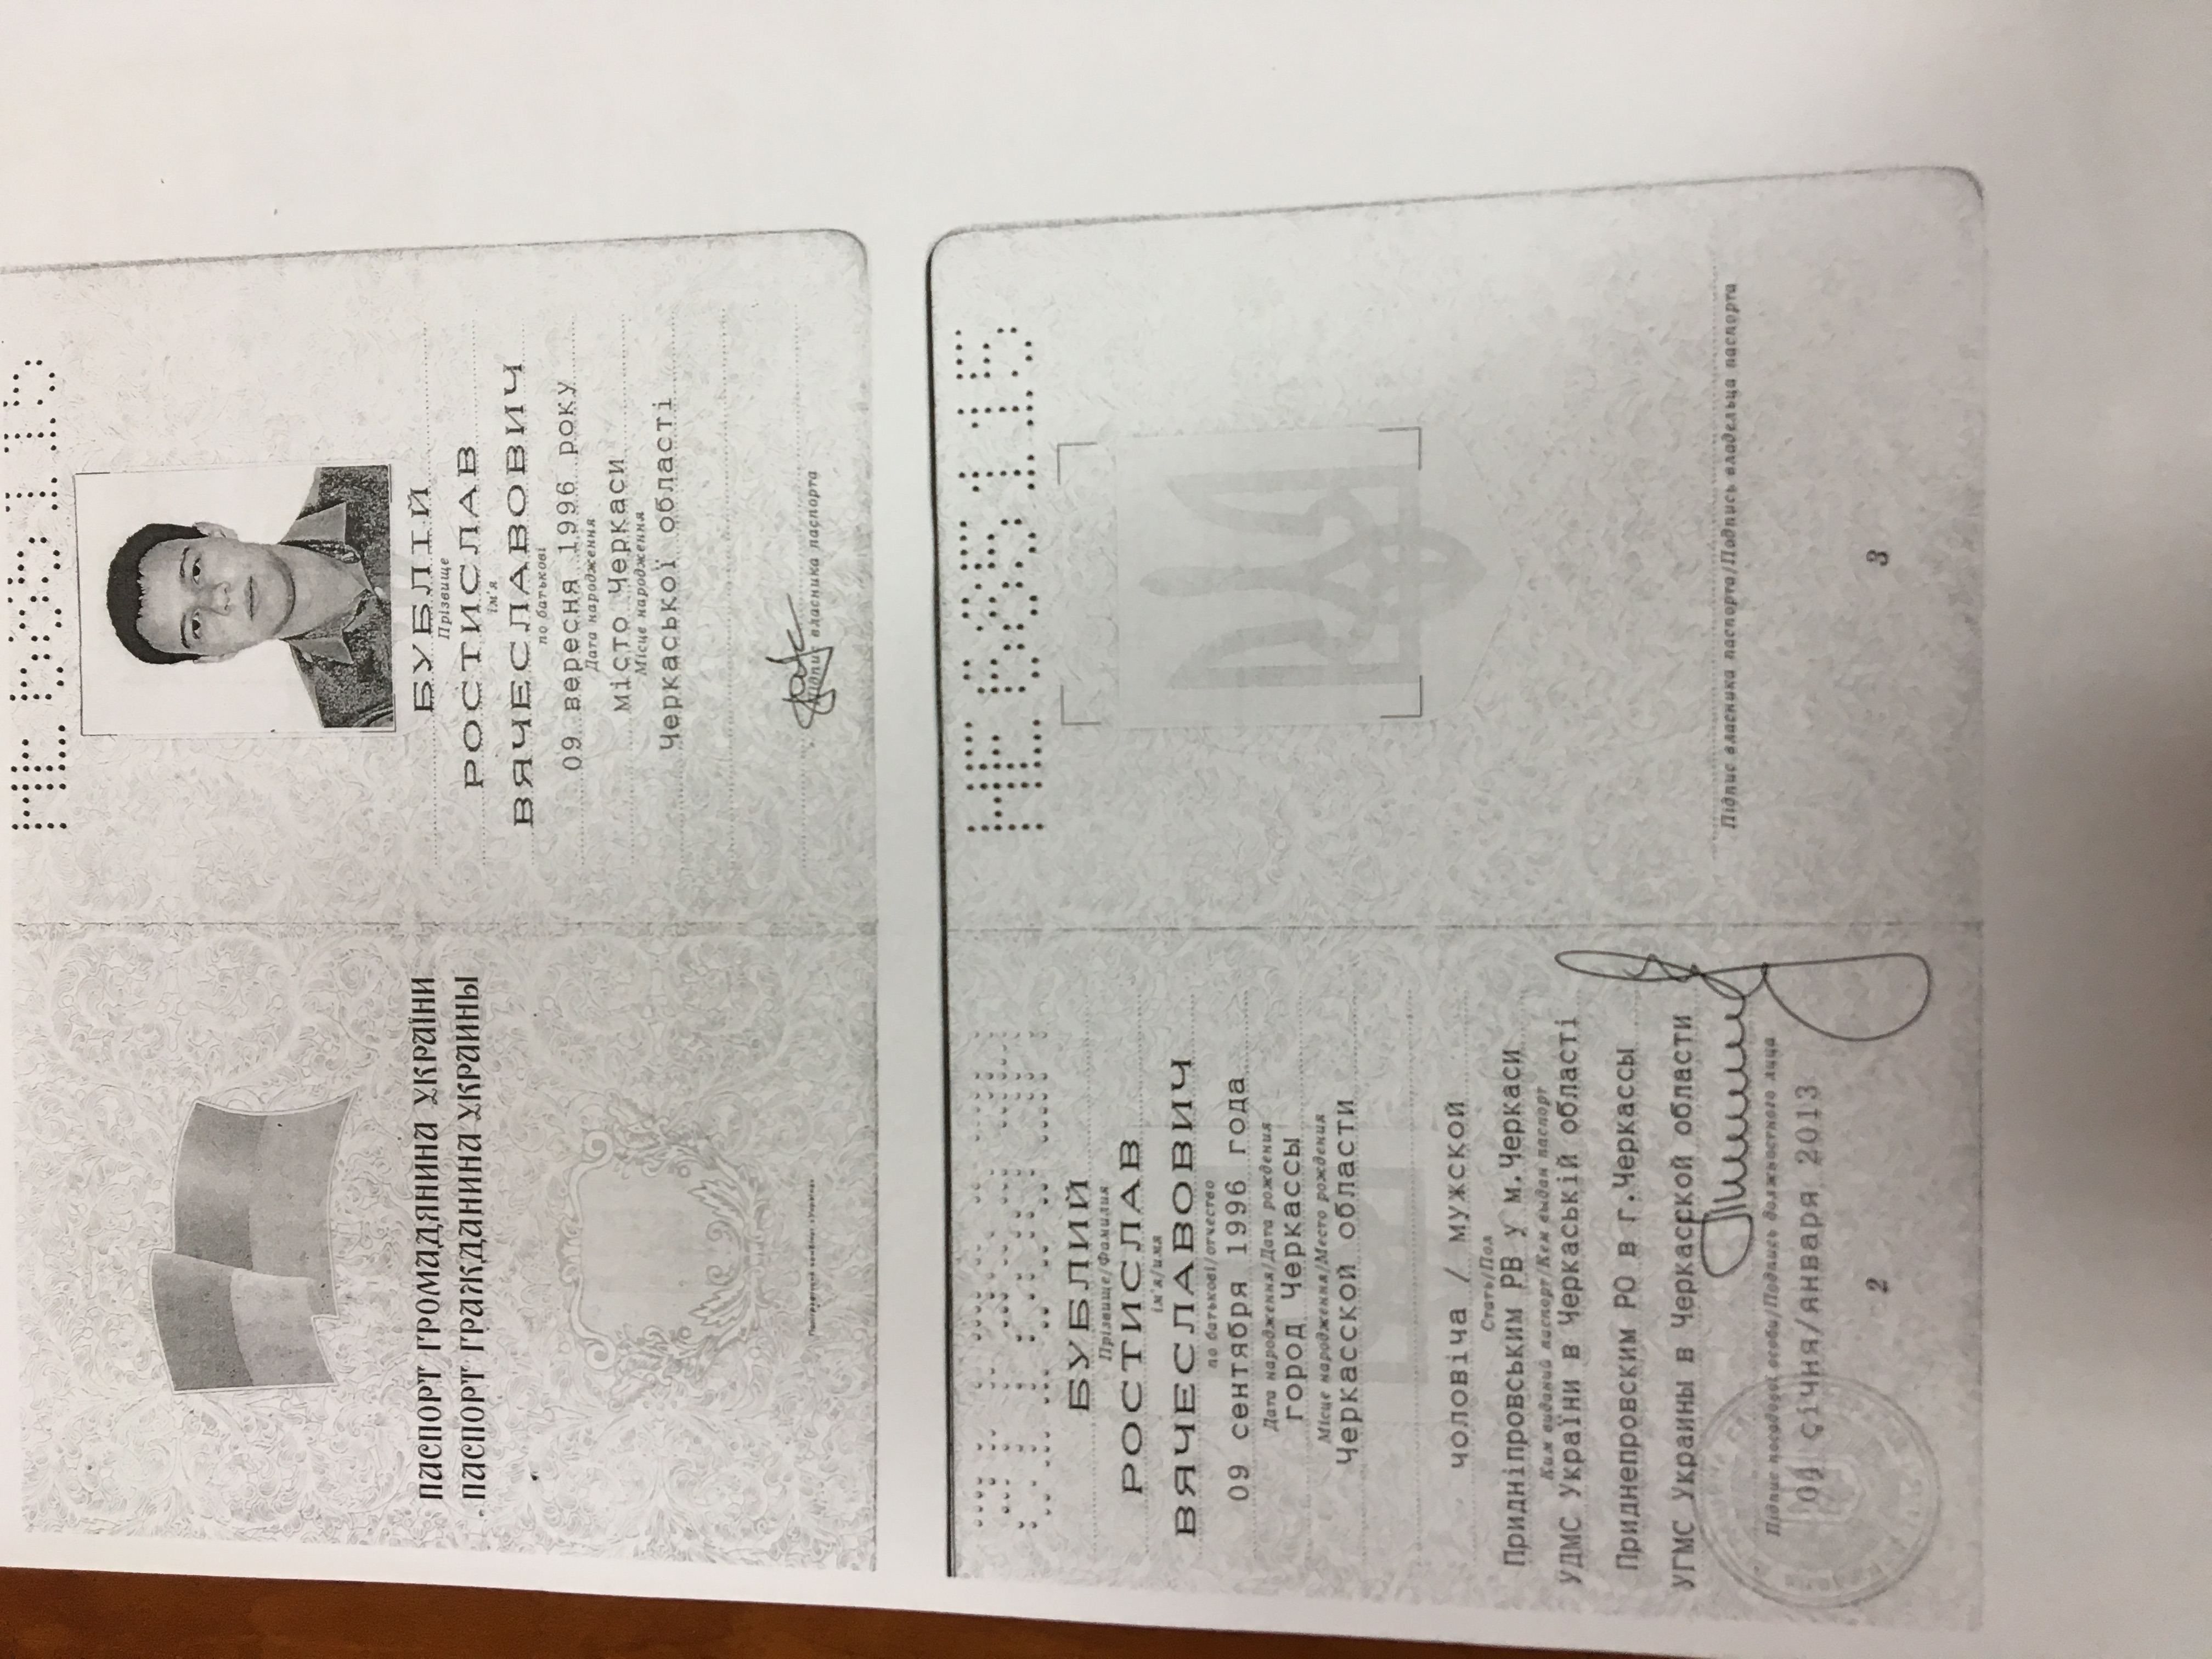 НЕ 685115
ПАСПОРТ ГРОМАДЯНИНА УКРАЇНИ
ПАСПОРТ ГРАЖДАНИНА УКРАИНЫ
Поліграфічний комбінат «Україна»
БУБЛІЙ
Прізвище
РОСТИСЛАВ
ім'я
ВЯЧЕСЛАВОВИЧ
по батькові
09 вересня 1996 року
Дата народження
місто Черкаси
Місце народження
Черкаської області
Підпис власника паспорта
БУБЛИЙ
Прізвище/Фамилия
РОСТИСЛАВ
ім'я/имя
ВЯЧЕСЛАВОВИЧ
по батькові/отчество
09 сентября 1996 года
Дата народження/Дата рождения
город Черкассы
Місце народження/Место рождения
Черкасской области
чоловіча / мужской
Стать/Пол
Придніпровським РВ у м.Черкаси
Ким виданий паспорт/Кем выдан паспорт
УДМС України в Черкаській області
Приднепровским РО в г.Черкассы
УГМС Украины в Черкасской области
Підпис посадової особи/Подпись должностного лица
січня/января 2013
2
НЕ 685115
Підпис власника паспорта/Подпись владельца паспорта
3